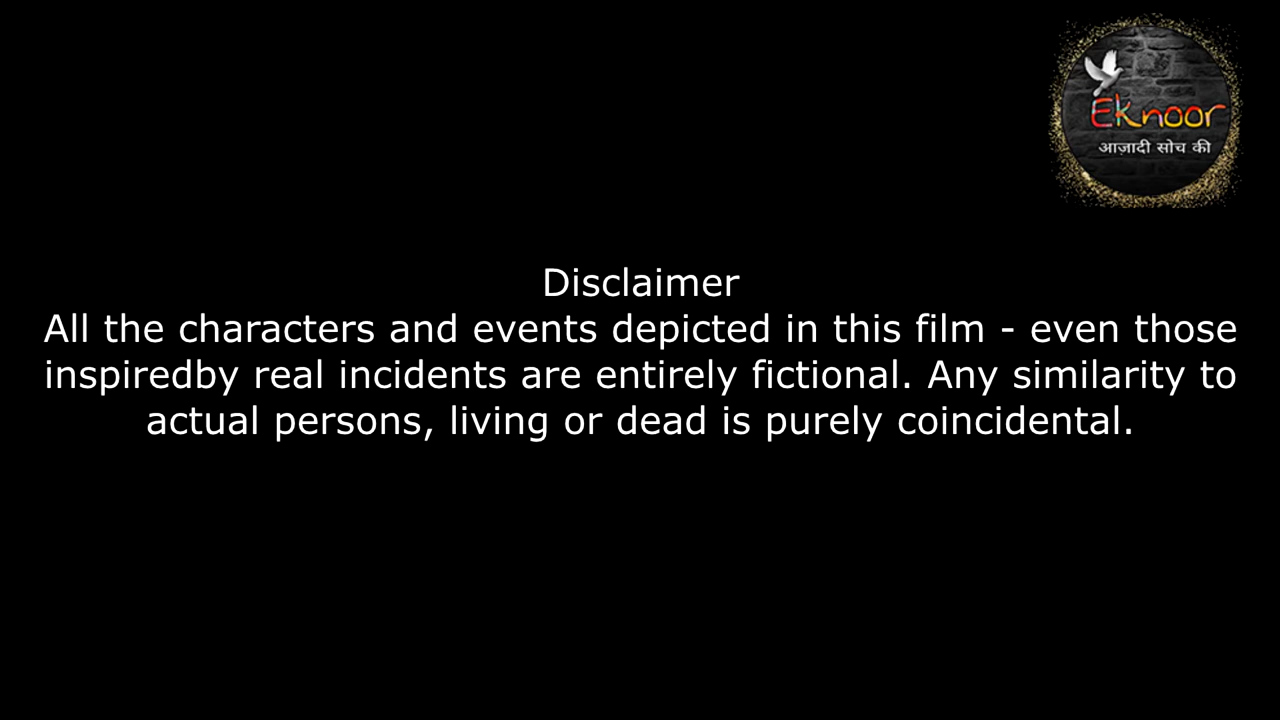 Eknoor
आज़ादी सोच की
Disclaimer
All the characters and events depicted in this film - even those
inspiredby real incidents are entirely fictional. Any similarity to
actual persons, living or dead is purely coincidental.